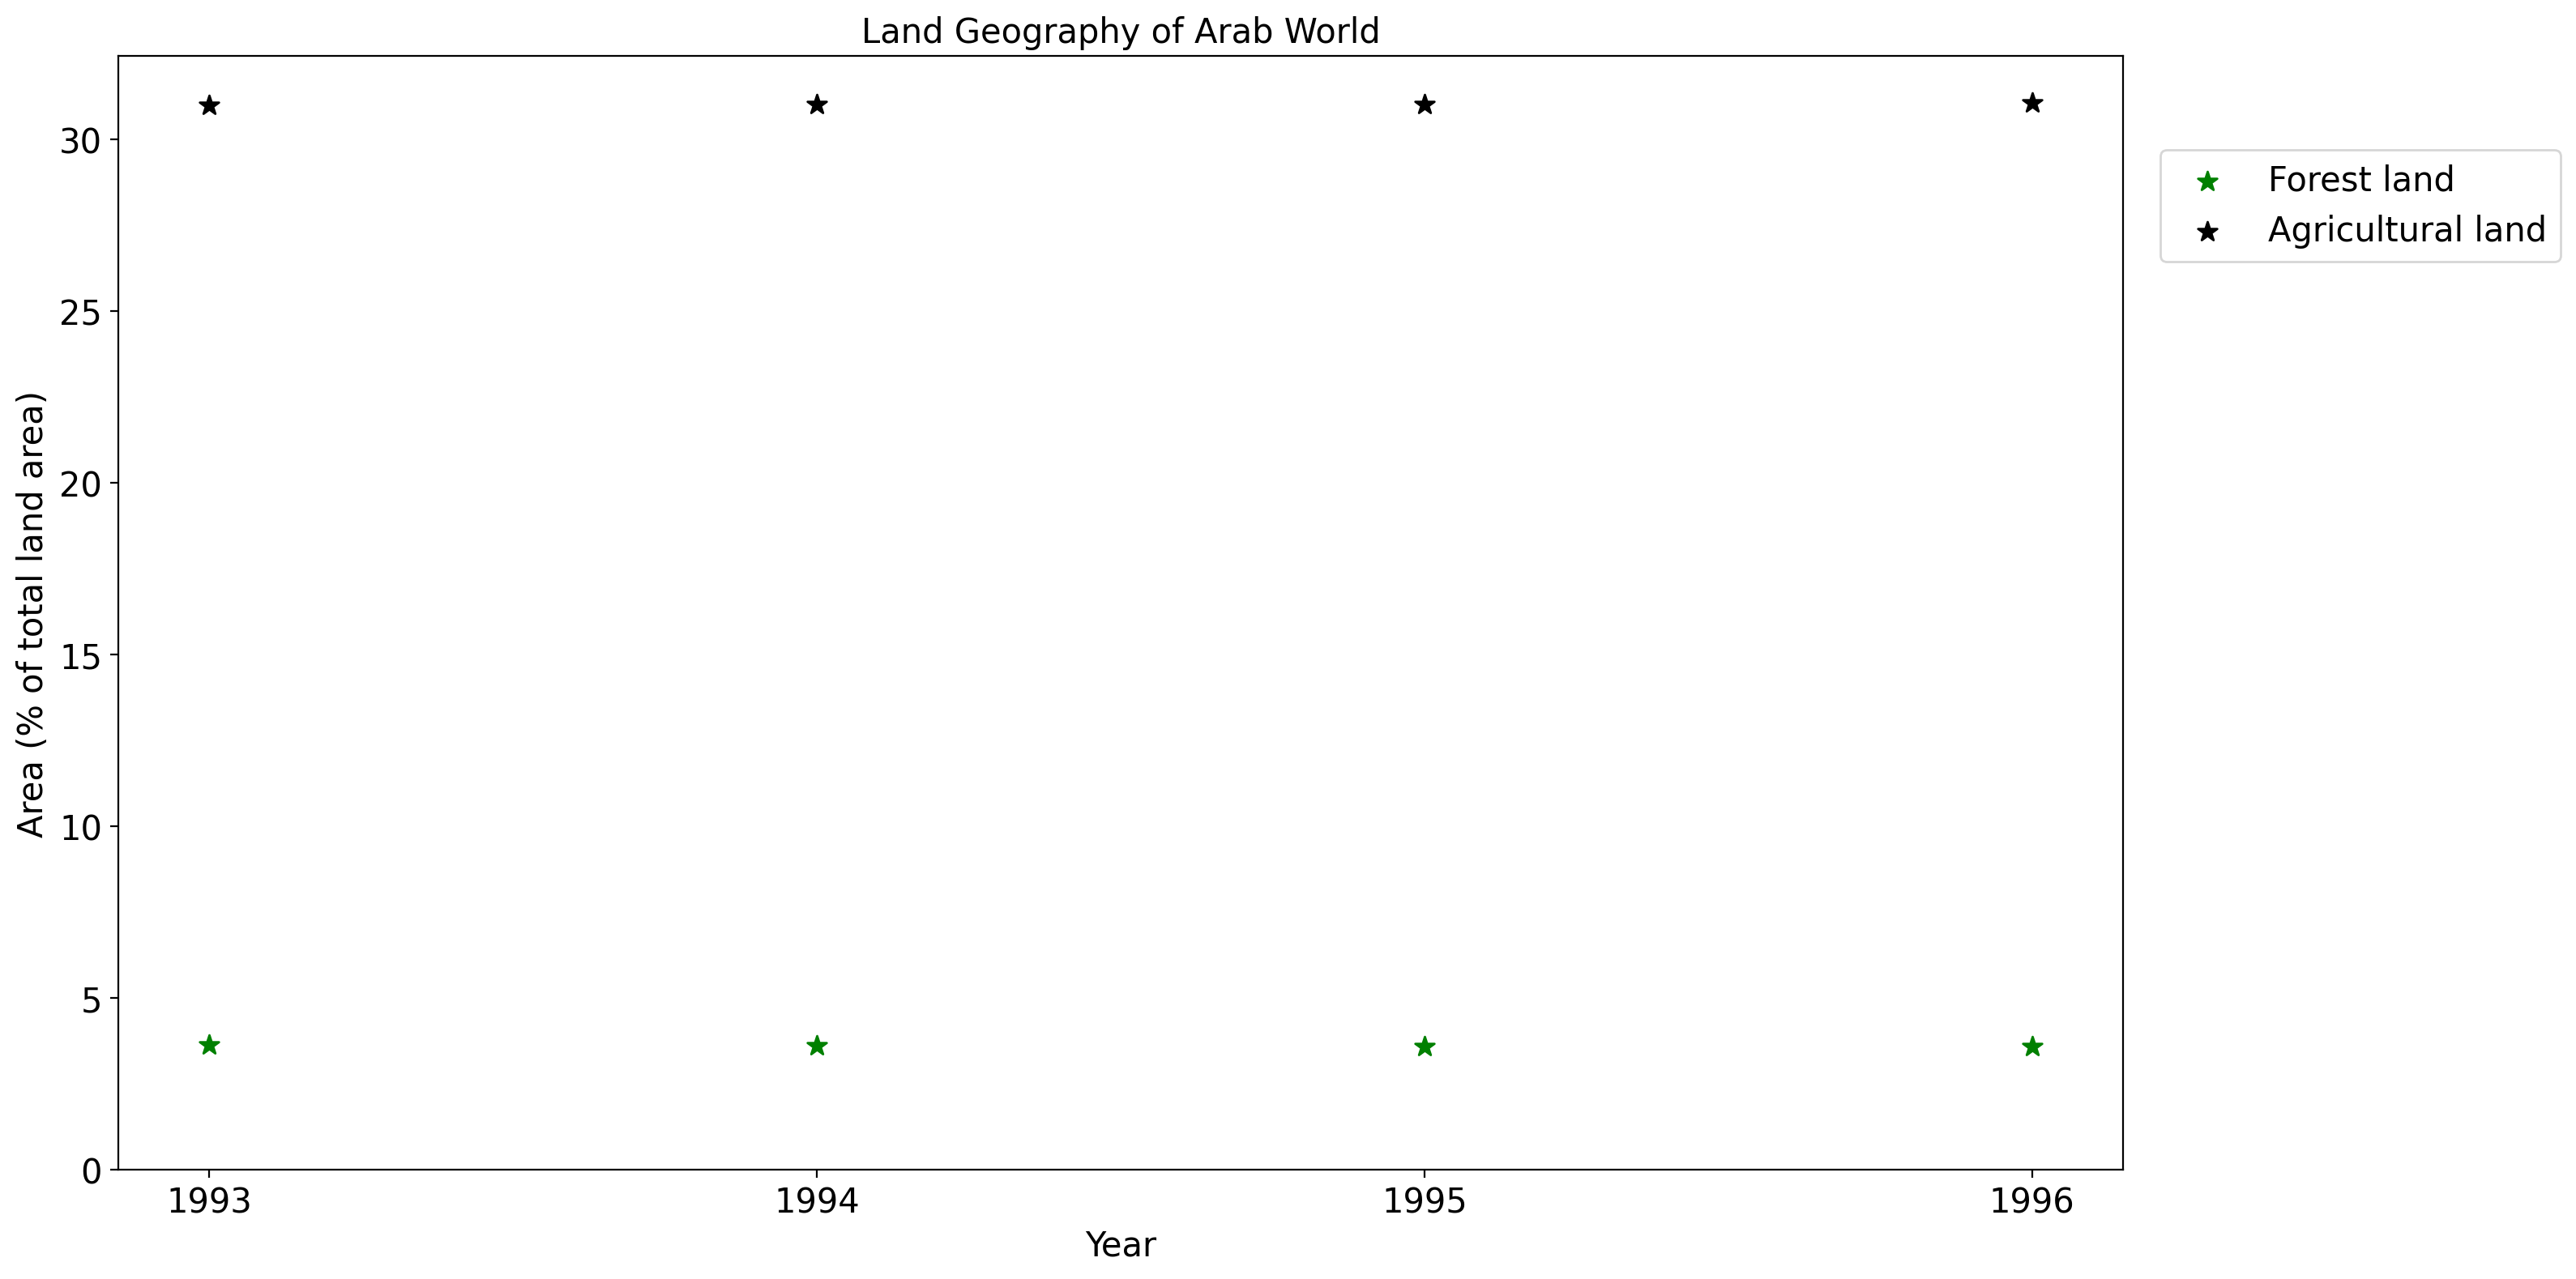 Land Geography of Arab World
Area (% of total land area)
30
25
20
15
10
5
0
1993
1994
1995
1996
Year
Forest land
Agricultural land